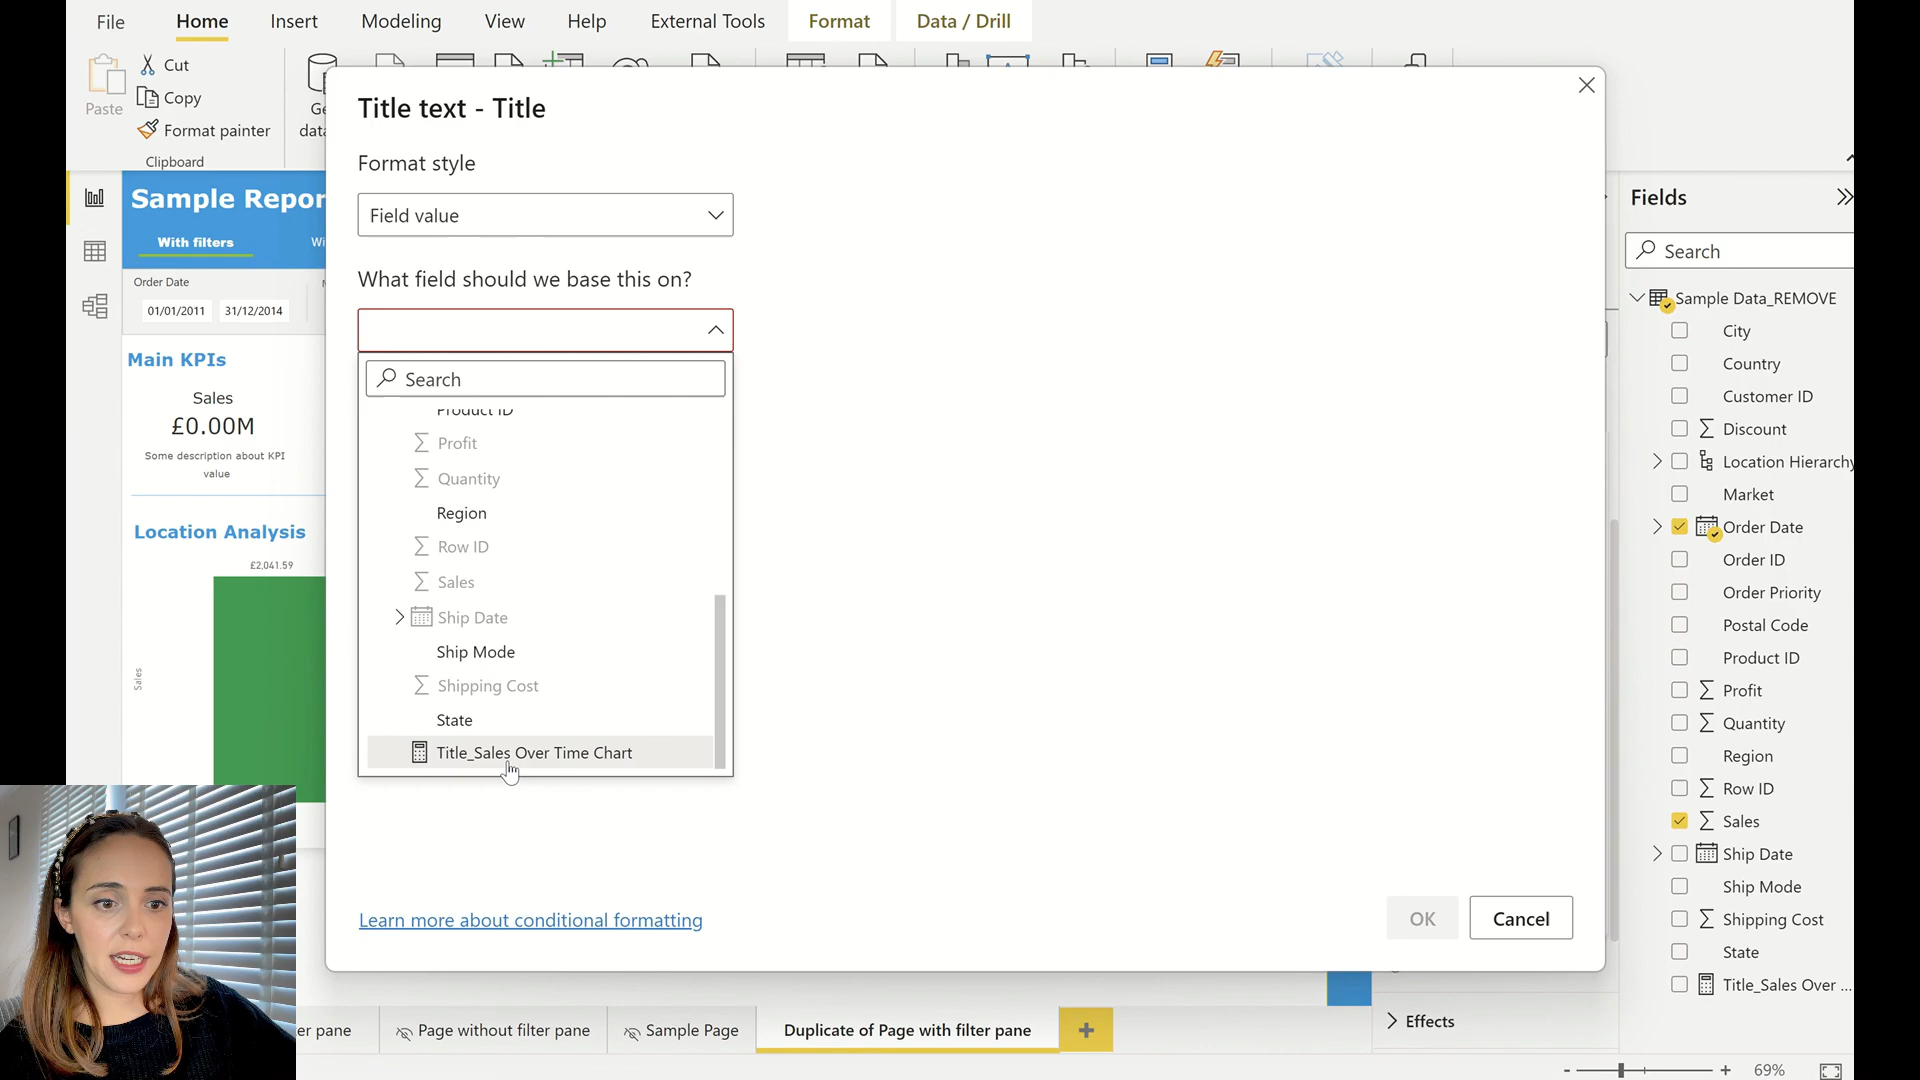 File
Home
Insert
Modeling
View
Help
External Tools
Format
Data / Drill
Paste
Cut
Copy
Format painter
Clipboard
Title text - Title
Format style
Field value
What field should we base this on?
Search
Product ID
Profit
Quantity
Region
Row ID
Sales
Ship Date
Ship Mode
Shipping Cost
State
Title_Sales Over Time Chart
Learn more about conditional formatting
OK
Cancel
With filters
Order Date
01/01/2011
31/12/2014
Main KPIs
Sales
£0.00M
Some description about KPI
value
Location Analysis
£2,041.59
Sales
Fields
Search
Sample Data_REMOVE
City
Country
Customer ID
Discount
Location Hierarchy
Market
Order Date
Order ID
Order Priority
Postal Code
Product ID
Profit
Quantity
Region
Row ID
Sales
Ship Date
Ship Mode
Shipping Cost
State
Title_Sales Over ...
Effects
pane
Page without filter pane
Sample Page
Duplicate of Page with filter pane
+
- + 69%